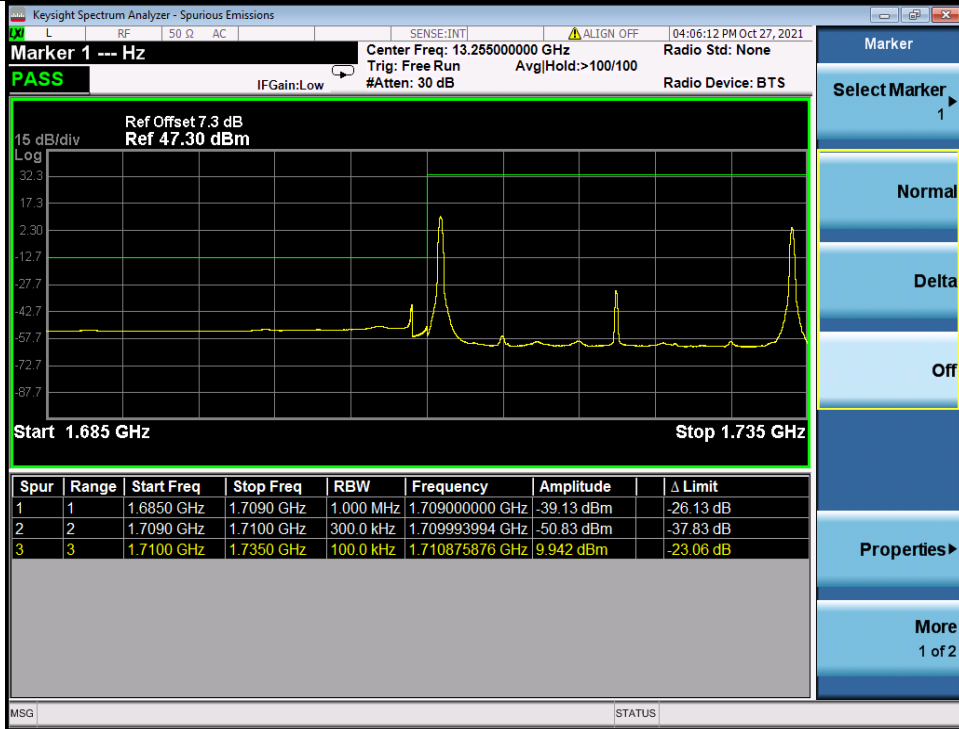 Keysight Spectrum Analyzer - Spurious Emissions
LXI L RF 50 Ω AC SENSE:INT ALIGN OFF 04:06:12 PM Oct 27, 2021
Marker 1 --- Hz
Center Freq: 13.255000000 GHz Radio Std: None
Trig: Free Run Avg|Hold:>100/100
PASS IFGain:Low #Atten: 30 dB Radio Device: BTS
Ref Offset 7.3 dB
15 dB/div Ref 47.30 dBm
Log
32.3
17.3
2.30
-12.7
-27.7
-42.7
-57.7
-72.7
-87.7
Start 1.685 GHz Stop 1.735 GHz
Spur Range Start Freq Stop Freq RBW Frequency Amplitude Δ Limit
1 1 1.6850 GHz 1.7090 GHz 1.000 MHz 1.709000000 GHz -39.13 dBm -26.13 dB
2 2 1.7090 GHz 1.7100 GHz 300.0 kHz 1.709993994 GHz -50.83 dBm -37.83 dB
3 3 1.7100 GHz 1.7350 GHz 100.0 kHz 1.710875876 GHz 9.942 dBm -23.06 dB
MSG STATUS
Marker
Select Marker
1
Normal
Delta
Off
Properties
More
1 of 2